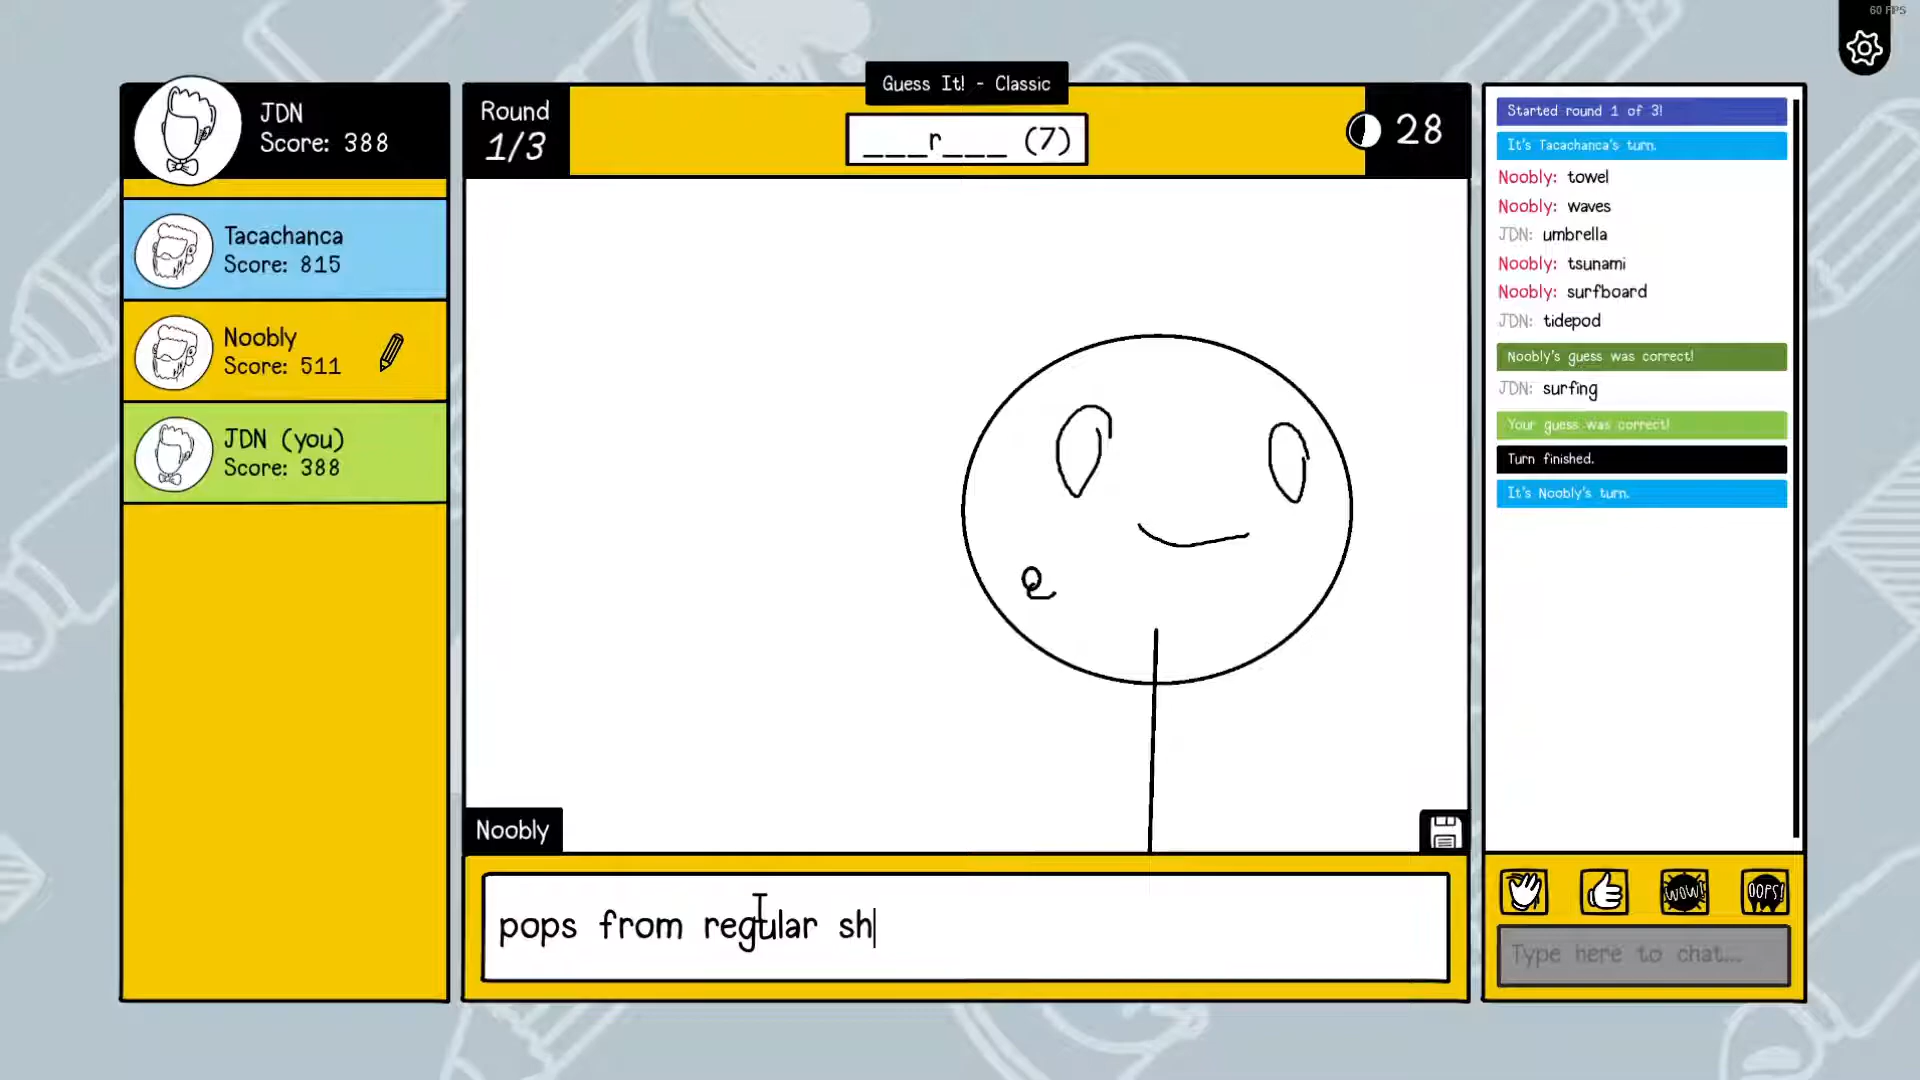 60 FPS
JDN
Score: 388
Tacachanca
Score: 815
Noobly
Score: 511
JDN (you)
Score: 388
Round
1/3
Guess It! - Classic
___r___ (7)
28
Noobly
pops from regular sh
Started round 1 of 3!
It's Tacachanca's turn.
Noobly: towel
Noobly: waves
JDN: umbrella
Noobly: tsunami
Noobly: surfboard
JDN: tidepod
Noobly's guess was correct!
JDN: surfing
Your guess was correct!
Turn finished.
It's Noobly's turn.
WOW!
OOPS!
Type here to chat...